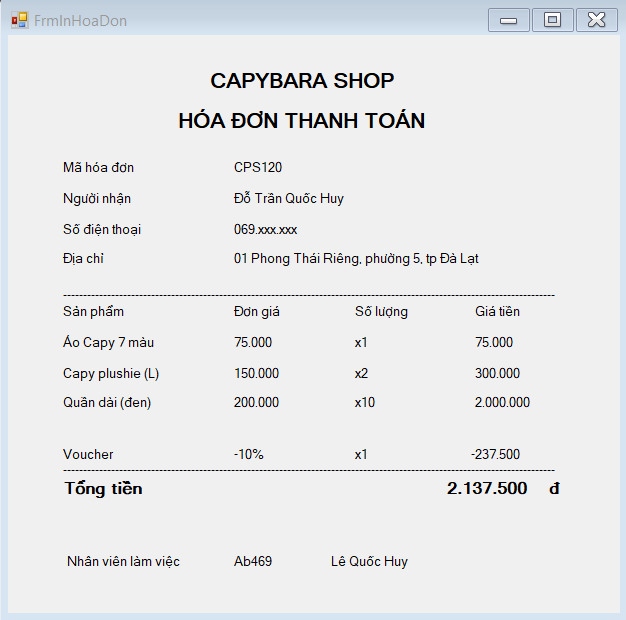 FrmInHoaDon
CAPYBARA SHOP
HÓA ĐƠN THANH TOÁN
Mã hóa đơn CPS120
Người nhận Đỗ Trần Quốc Huy
Số điện thoại 069.xxx.xxx
Địa chỉ 01 Phong Thái Riêng, phường 5, tp Đà Lạt
Sản phẩm Đơn giá Số lượng Giá tiền
Áo Capy 7 màu 75.000 x1 75.000
Capy plushie (L) 150.000 x2 300.000
Quần dài (đen) 200.000 x10 2.000.000
Voucher -10% x1 -237.500
Tổng tiền 2.137.500 đ
Nhân viên làm việc Ab469 Lê Quốc Huy